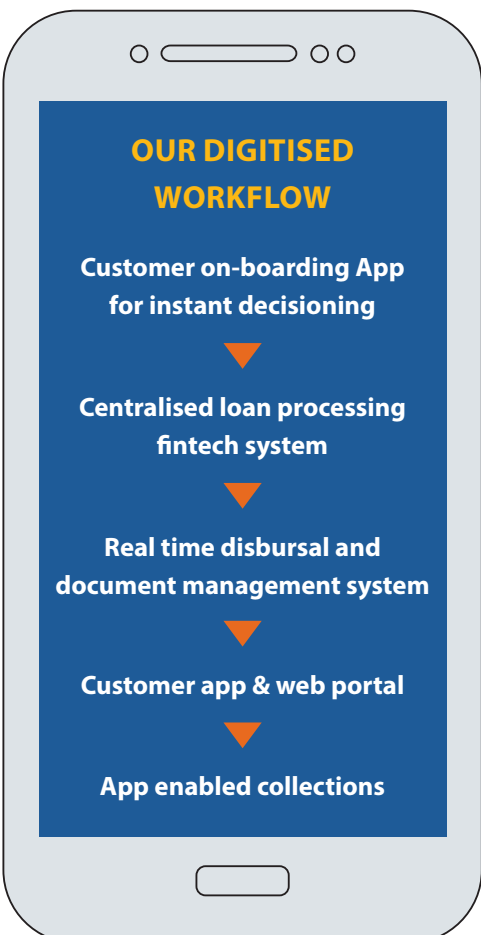 OUR DIGITISED
WORKFLOW
Customer on-boarding App
for instant decisioning
Centralised loan processing
fintech system
Real time disbursal and
document management system
Customer app & web portal
App enabled collections